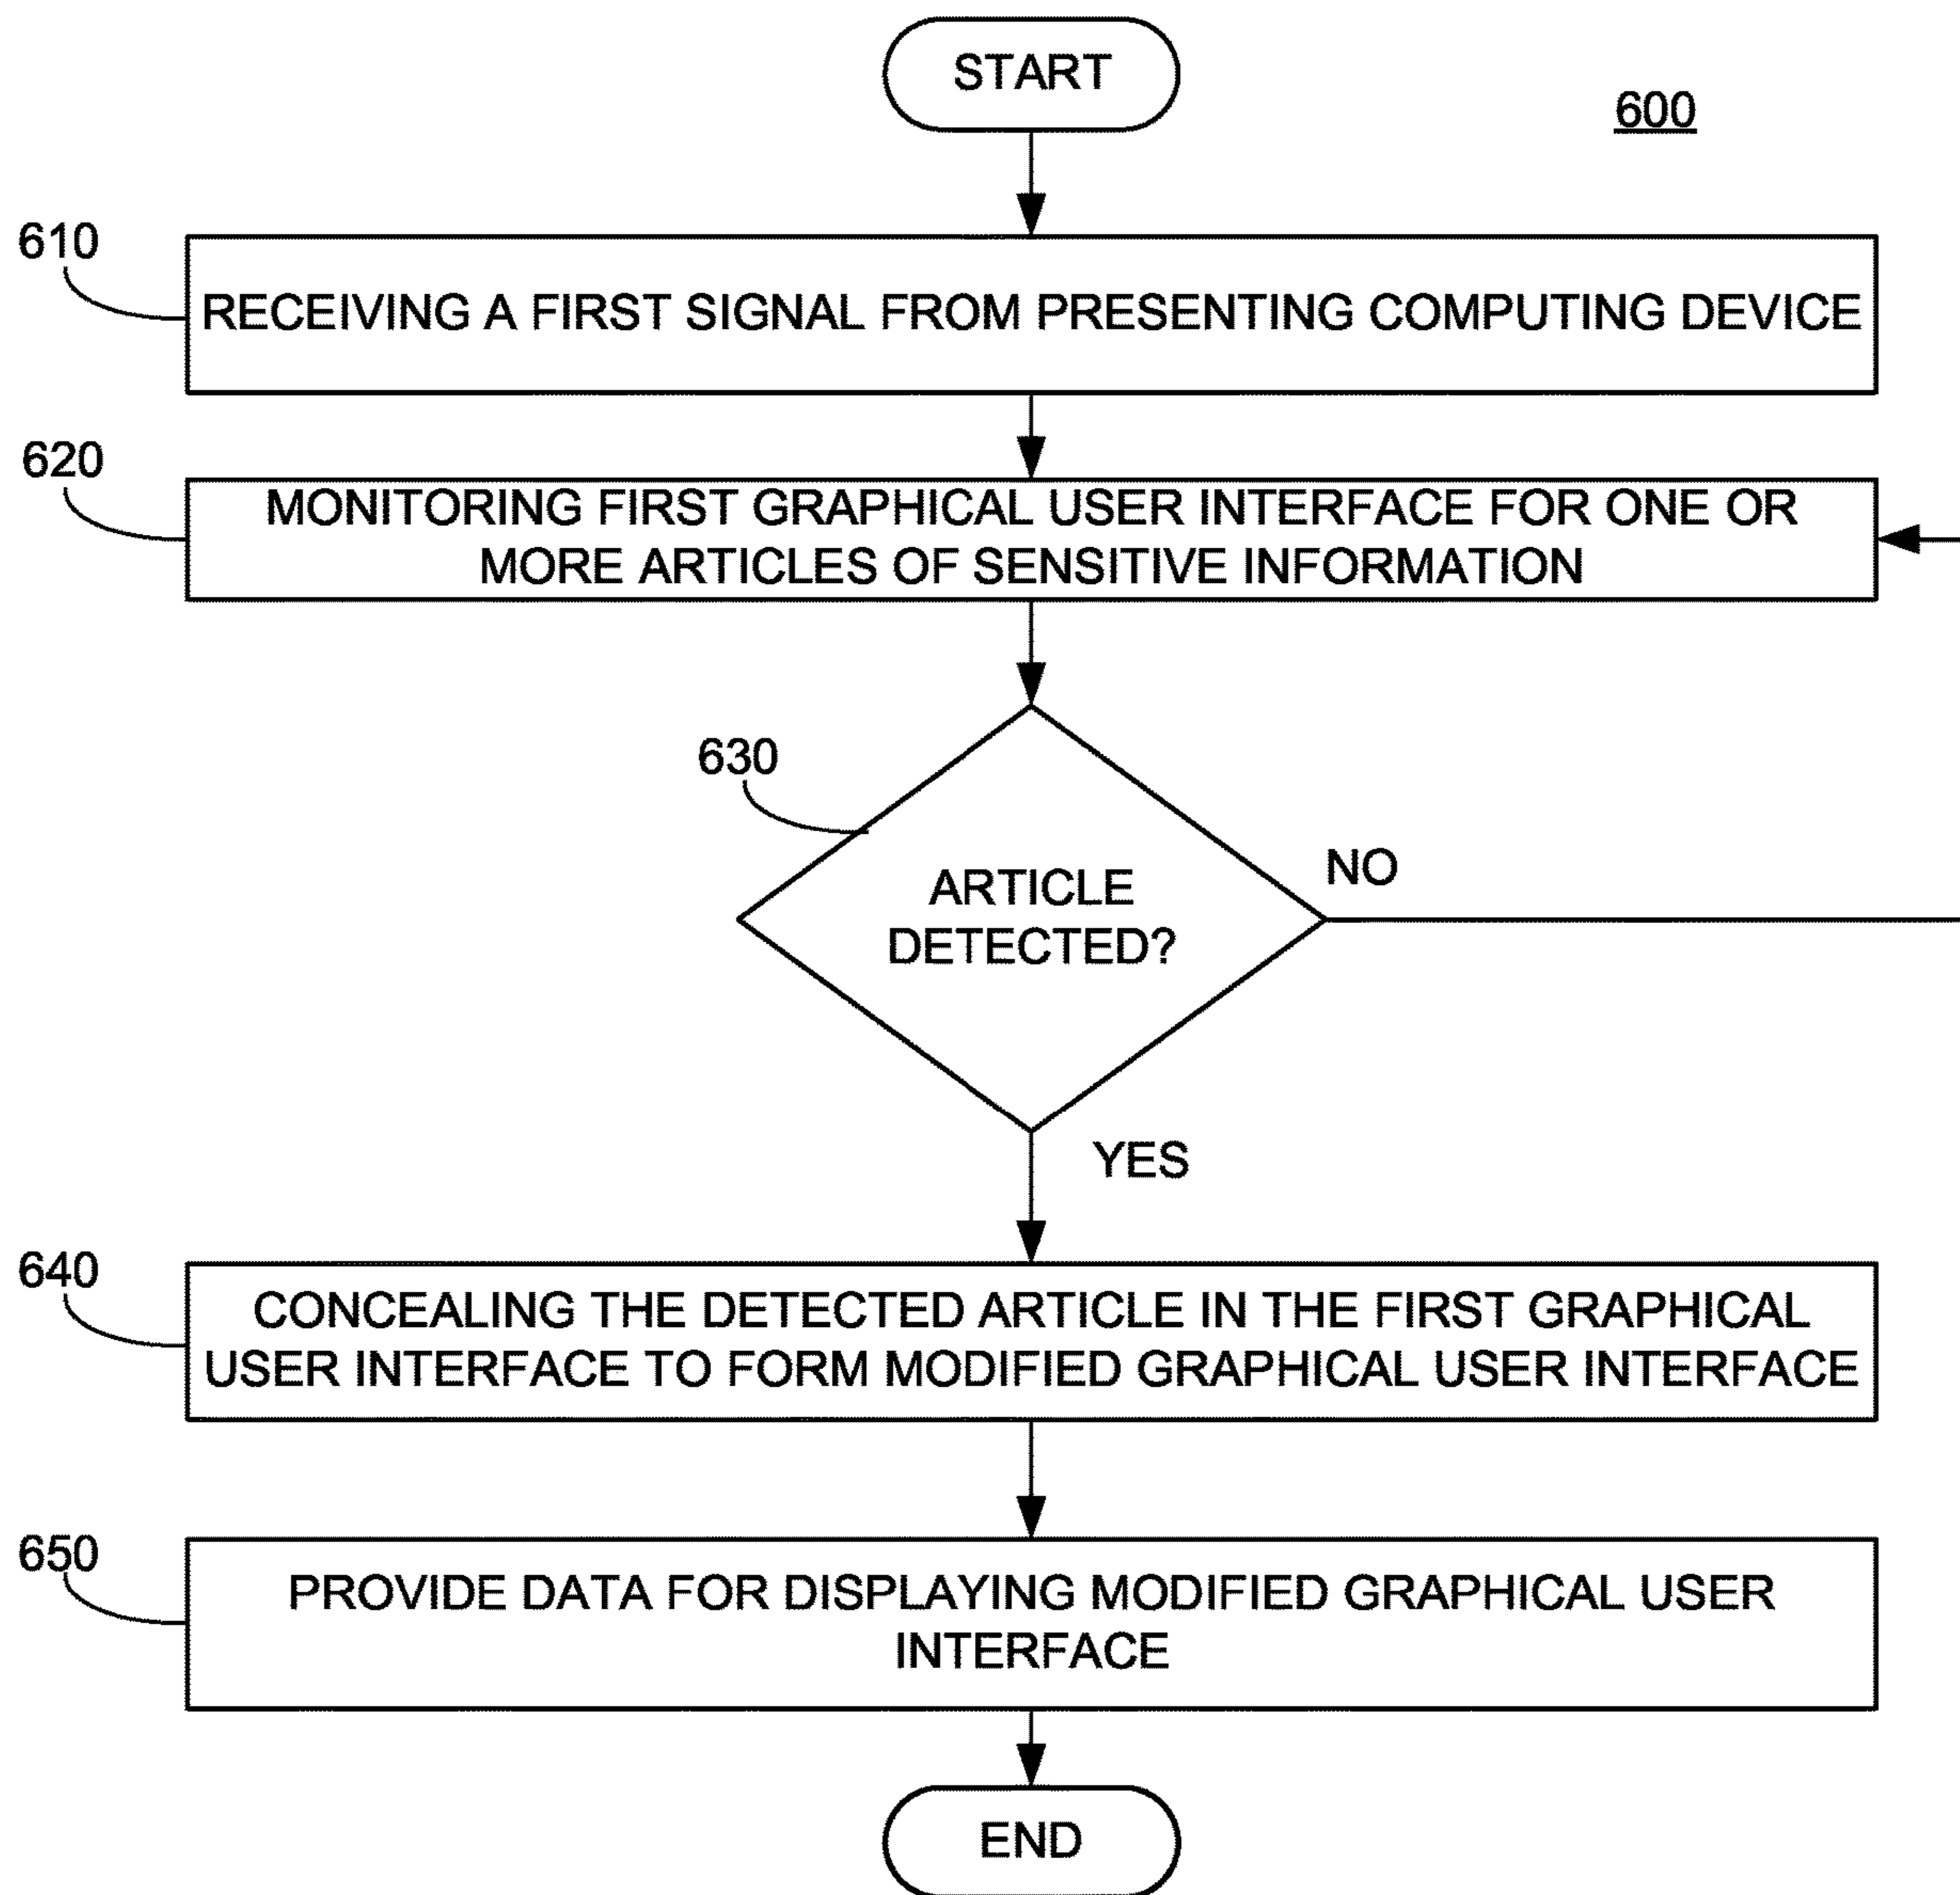 START
600
610
RECEIVING A FIRST SIGNAL FROM PRESENTING COMPUTING DEVICE
620
MONITORING FIRST GRAPHICAL USER INTERFACE FOR ONE OR
MORE ARTICLES OF SENSITIVE INFORMATION
630
ARTICLE
DETECTED?
NO
YES
640
CONCEALING THE DETECTED ARTICLE IN THE FIRST GRAPHICAL
USER INTERFACE TO FORM MODIFIED GRAPHICAL USER INTERFACE
650
PROVIDE DATA FOR DISPLAYING MODIFIED GRAPHICAL USER
INTERFACE
END